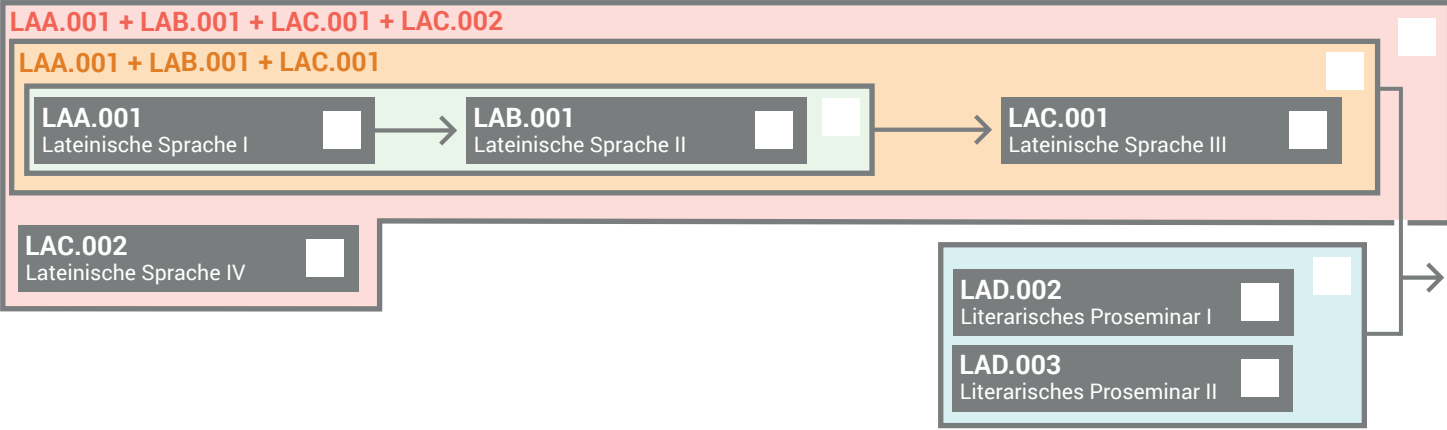 LAA.001 + LAB.001 + LAC.001 + LAC.002
LAA.001 + LAB.001 + LAC.001
LAA.001
Lateinische Sprache I
LAB.001
Lateinische Sprache II
LAC.001
Lateinische Sprache III
LAC.002
Lateinische Sprache IV
LAD.002
Literarisches Proseminar I
LAD.003
Literarisches Proseminar II